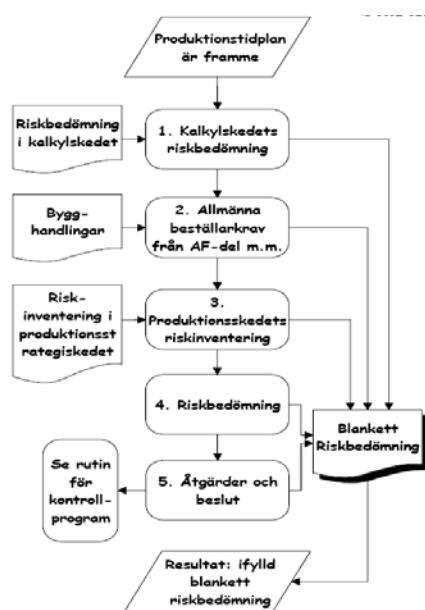 Produktionstidplan
är framme
Riskbedömning
i kalkylskedet
1. Kalkylskedets
riskbedömning
Bygg-
handlingar
2. Allmänna
beställarkrav
från AF-del m.m.
Risk-
inventering i
produktionsst
rategiskedet
3.
Produktionsskedets
riskinventering
4. Riskbedömning
Blankett
Riskbedömning
Se rutin
för
kontroll-
program
5. Åtgärder och
beslut
Resultat: ifylld
blankett
riskbedömning